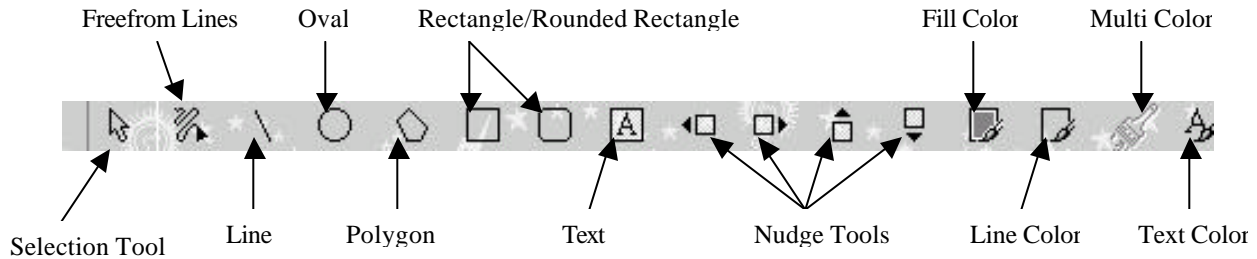 Freefrom Lines Oval Rectangle/Rounded Rectangle Fill Color Multi Color
A A
Selection Tool Line Polygon Text Nudge Tools Line Color Text Color